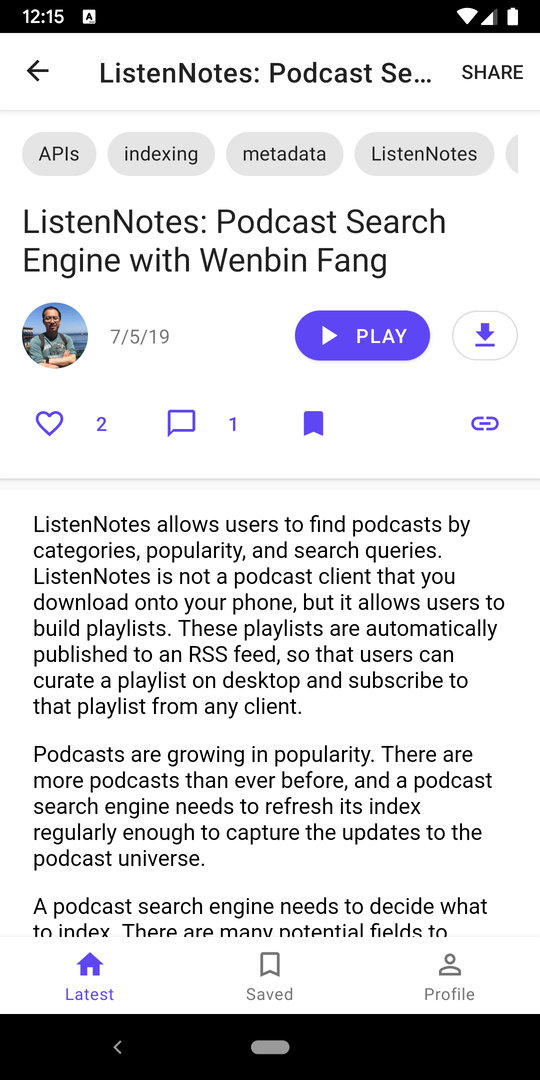 12:15 A
ListenNotes: Podcast Se... SHARE
APIs indexing metadata ListenNotes
ListenNotes: Podcast Search
Engine with Wenbin Fang
7/5/19 PLAY
2 1
ListenNotes allows users to find podcasts by
categories, popularity, and search queries.
ListenNotes is not a podcast client that you
download onto your phone, but it allows users to
build playlists. These playlists are automatically
published to an RSS feed, so that users can
curate a playlist on desktop and subscribe to
that playlist from any client.
Podcasts are growing in popularity. There are
more podcasts than ever before, and a podcast
search engine needs to refresh its index
regularly enough to capture the updates to the
podcast universe.
A podcast search engine needs to decide what
to index. There are many potential fields to
Latest Saved Profile